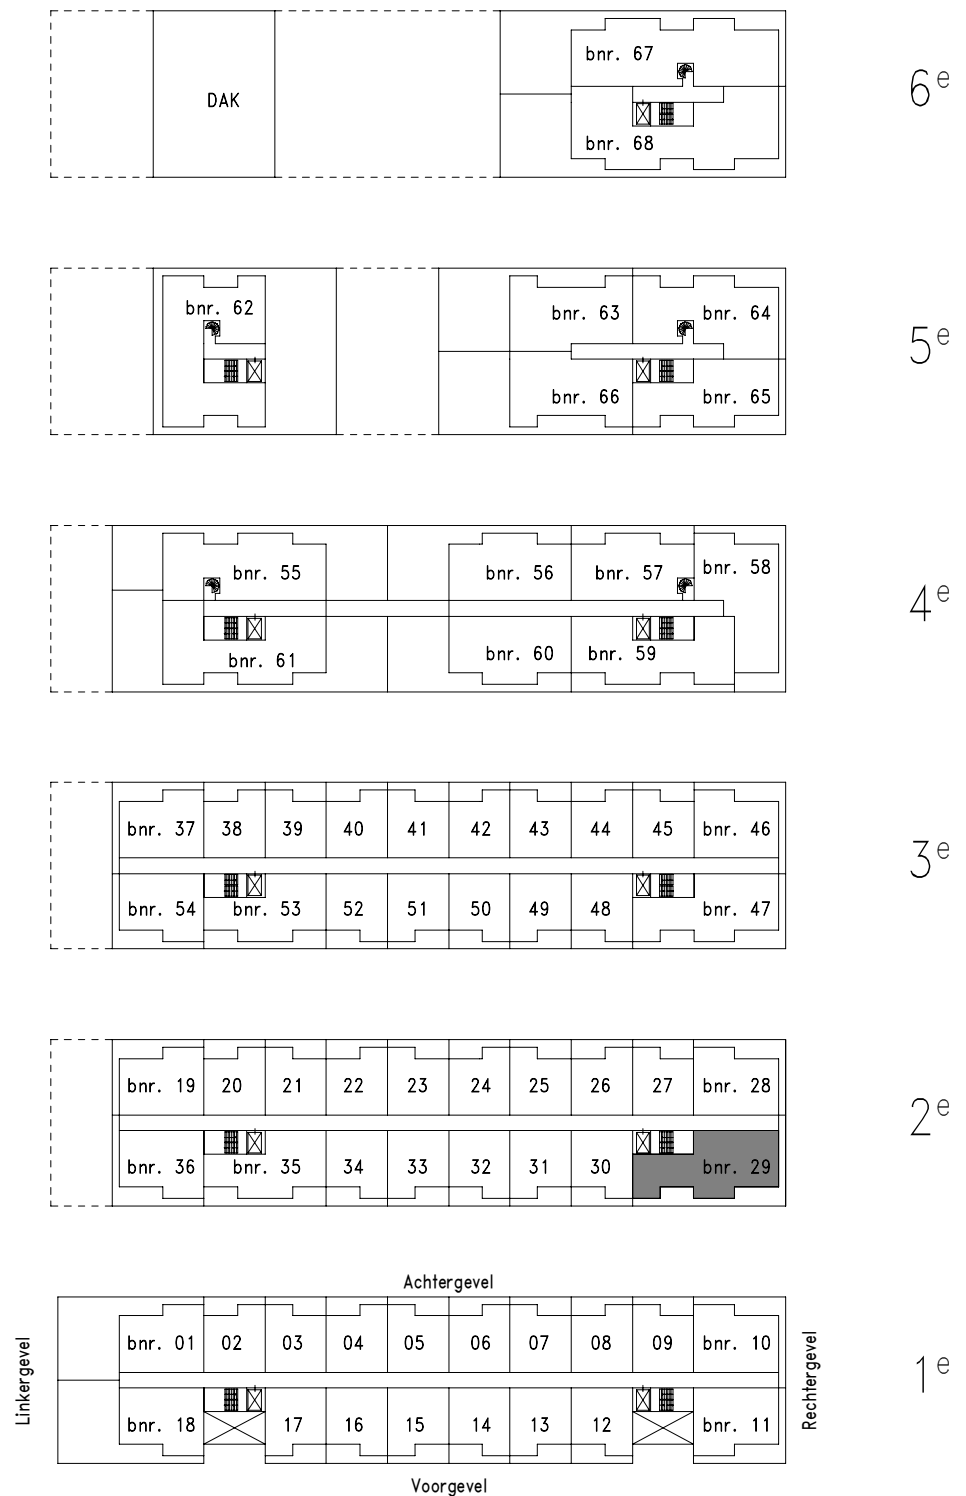 bnr. 67
DAK
6e
bnr. 68
bnr. 62
bnr. 63 bnr. 64
5e
bnr. 66 bnr. 65
bnr. 55 bnr. 56 bnr. 57 bnr. 58
4e
bnr. 61 bnr. 60 bnr. 59
bnr. 37 38 39 40 41 42 43 44 45 bnr. 46
3e
bnr. 54 bnr. 53 52 51 50 49 48 bnr. 47
bnr. 19 20 21 22 23 24 25 26 27 bnr. 28
2e
bnr. 36 bnr. 35 34 33 32 31 30 bnr. 29
Achtergevel
bnr. 01 02 03 04 05 06 07 08 09 bnr. 10
Linkergevel
Rechtergevel
1e
bnr. 18 17 16 15 14 13 12 bnr. 11
Voorgevel